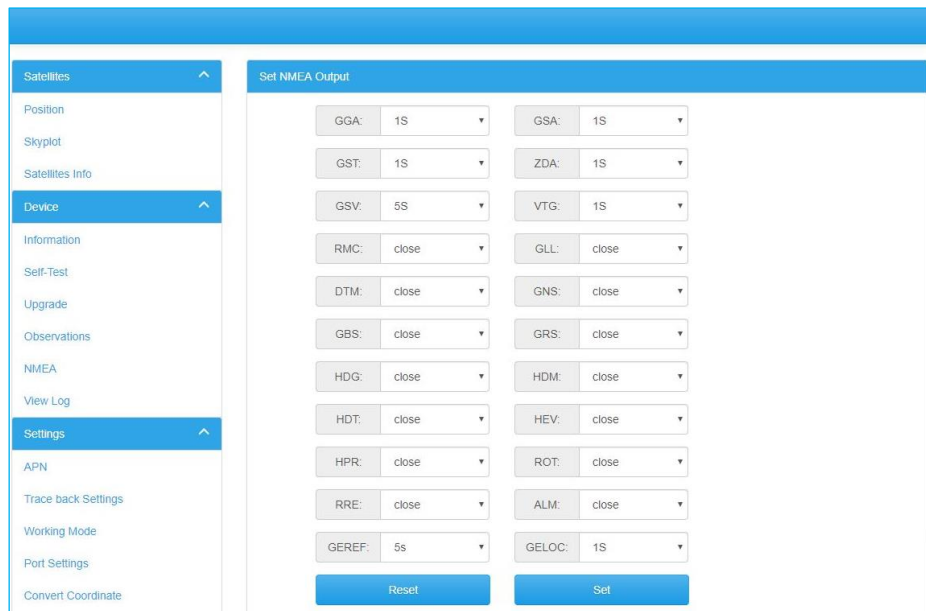 Satellites
Position
Skyplot
Satellites Info
Device
Information
Self-Test
Upgrade
Observations
NMEA
View Log
Settings
APN
Trace back Settings
Working Mode
Port Settings
Convert Coordinate
Set NMEA Output
GGA: 1S GSA: 1S
GST: 1S ZDA: 1S
GSV: 5S VTG: 1S
RMC: close GLL: close
DTM: close GNS: close
GBS: close GRS: close
HDG: close HDM: close
HDT: close HEV: close
HPR: close ROT: close
RRE: close ALM: close
GEREF: 5s GELOC: 1S
Reset Set